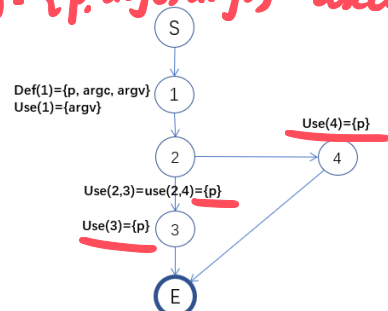 S
Def(1)={p, argc, argv}
Use(1)={argv}
1
Use(4)={p}
2
4
Use(2,3)=use(2,4)={p}
Use(3)={p}
3
E